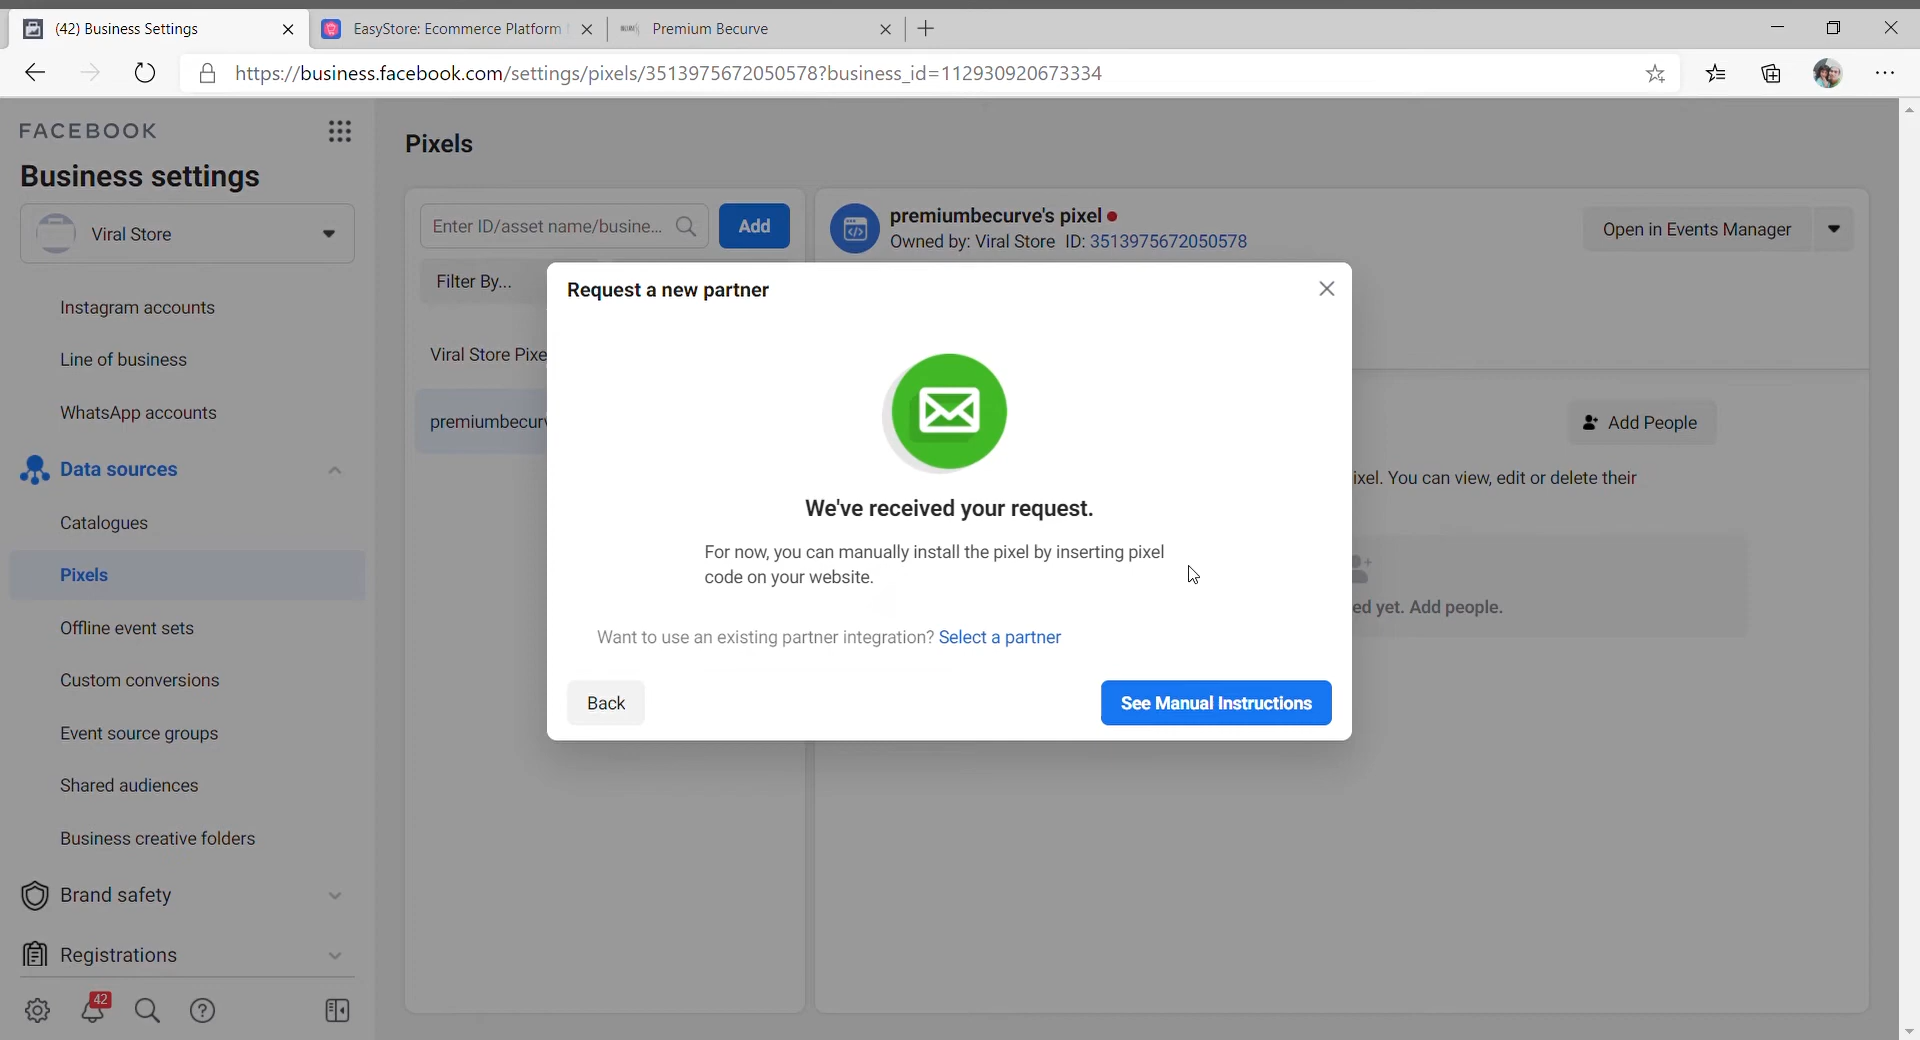 (42) Business Settings
EasyStore: Ecommerce Platform
Premium Becurve
https://business.facebook.com/settings/pixels/3513975672050578?business_id=112930920673334
FACEBOOK
Business settings
Viral Store
Instagram accounts
Line of business
WhatsApp accounts
Data sources
Catalogues
Pixels
Offline event sets
Custom conversions
Event source groups
Shared audiences
Business creative folders
Brand safety
Registrations
42
Pixels
Enter ID/asset name/busine...
Add
Filter By...
Viral Store Pixe
premiumbecurv
premiumbecurve's pixel
Owned by: Viral Store ID: 3513975672050578
Open in Events Manager
Add People
ixel. You can view, edit or delete their
ed yet. Add people.
Request a new partner
We've received your request.
For now, you can manually install the pixel by inserting pixel
code on your website.
Want to use an existing partner integration? Select a partner
Back
See Manual Instructions